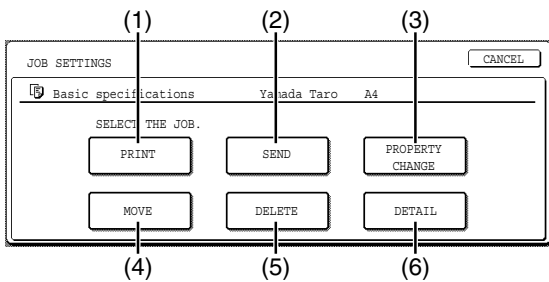 (1) (2) (3)
JOB SETTINGS CANCEL
Basic specifications Yamada Taro A4
SELECT THE JOB.
PRINT SEND PROPERTY
CHANGE
MOVE DELETE DETAIL
(4) (5) (6)